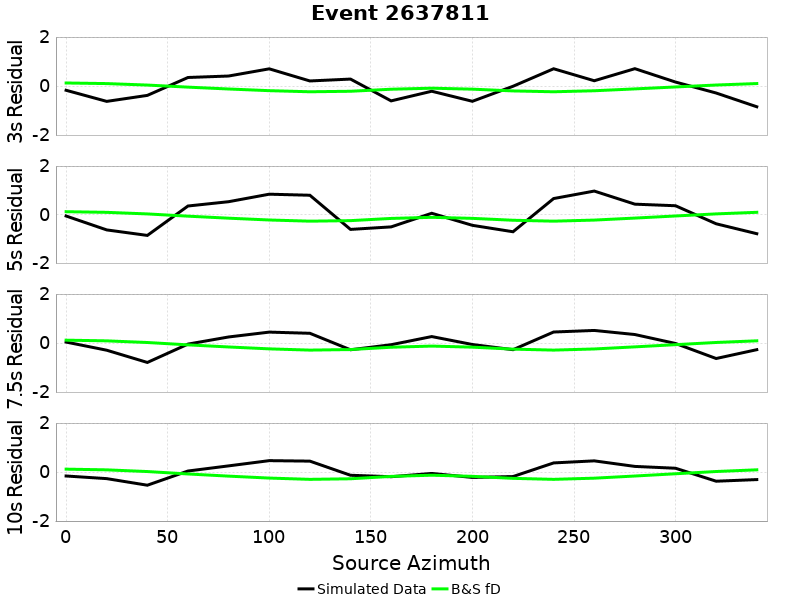 Event 2637811
3s Residual
2
0
-2
5s Residual
2
0
-2
7.5s Residual
2
0
-2
10s Residual
2
0
-2
0 50 100 150 200 250 300
Source Azimuth
Simulated Data B&S fD